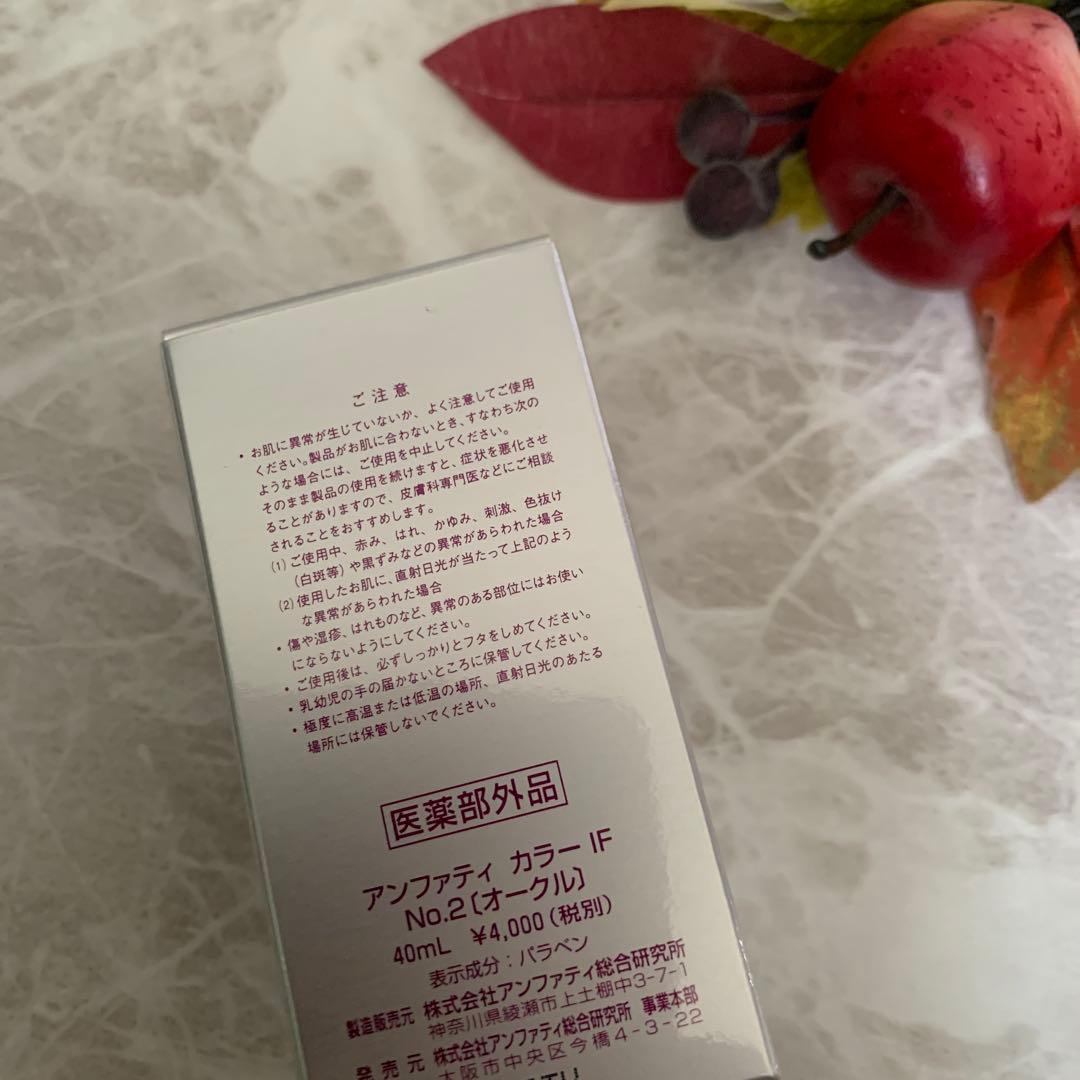 ご注意
• お肌に異常が生じていないか、よく注意してご使用
ください。製品がお肌に合わないとき、すなわち次の
ような場合には、ご使用を中止してください。
そのまま製品の使用を続けますと、症状を悪化させ
ることがありますので、皮膚科専門医などにご相談
されることをおすすめします。
(1) ご使用中、赤み、はれ、かゆみ、刺激、色抜け
(白斑等)や黒ずみなどの異常があらわれた場合
(2) 使用したお肌に、直射日光が当たって上記のよう
な異常があらわれた場合
• 傷や湿疹、はれものなど、異常のある部位にはお使い
にならないようにしてください。
• ご使用後は、必ずしっかりとフタをしめてください。
• 乳幼児の手の届かないところに保管してください。
• 極度に高温または低温の場所、直射日光のあたる
場所には保管しないでください。
医薬部外品
アンファティ カラー IF
No.2〔オークル〕
40mL ¥4,000（税別）
表示成分：パラベン
製造販売元 株式会社アンファティ総合研究所
神奈川県綾瀬市上土棚中3-7-1
発売元 株式会社アンファティ総合研究所 事業本部
大阪市中央区今橋4-3-22